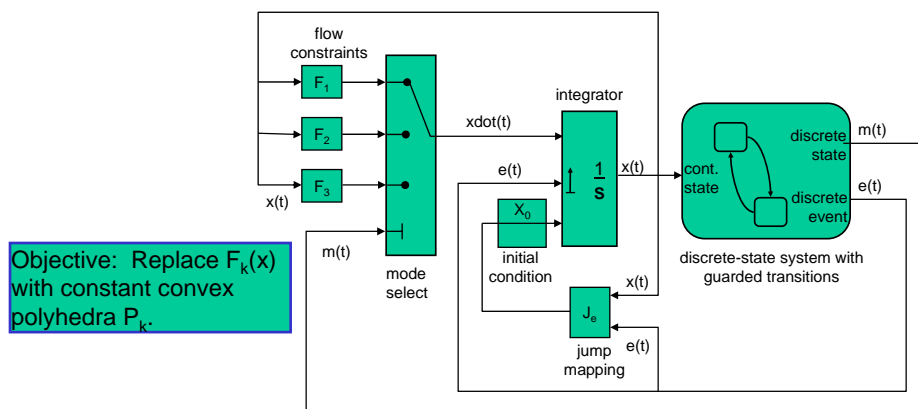 flow
constraints
F₁
F₂
F₃
x(t)
m(t)
mode
select
xdot(t)
integrator
e(t)
1
s
X₀
initial
condition
x(t)
cont.
state
discrete
state
discrete
event
m(t)
e(t)
discrete-state system with
guarded transitions
x(t)
Jₑ
e(t)
jump
mapping
Objective: Replace Fₖ(x)
with constant convex
polyhedra Pₖ.